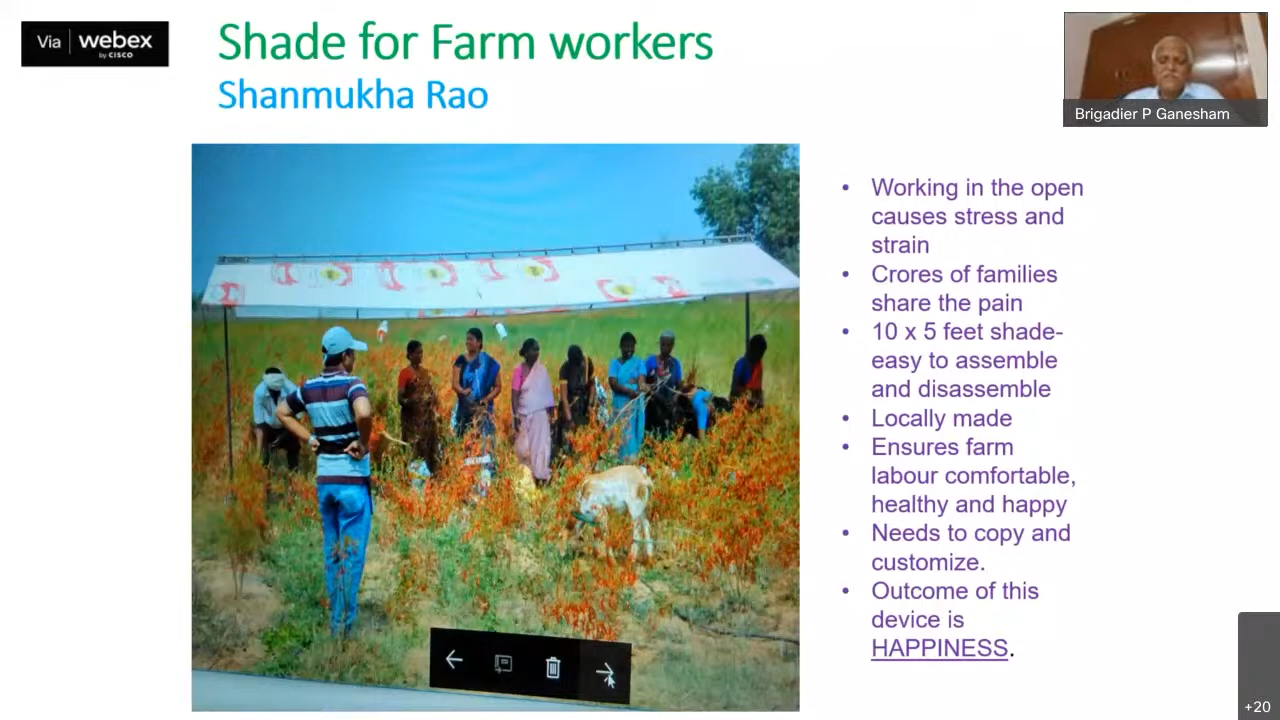 Via webex
by CISCO
Shade for Farm workers
Shanmukha Rao
Brigadier P Ganesham
• Working in the open
causes stress and
strain
• Crores of families
share the pain
• 10 x 5 feet shade-
easy to assemble
and disassemble
• Locally made
• Ensures farm
labour comfortable,
healthy and happy
• Needs to copy and
customize.
• Outcome of this
device is
HAPPINESS.
+20